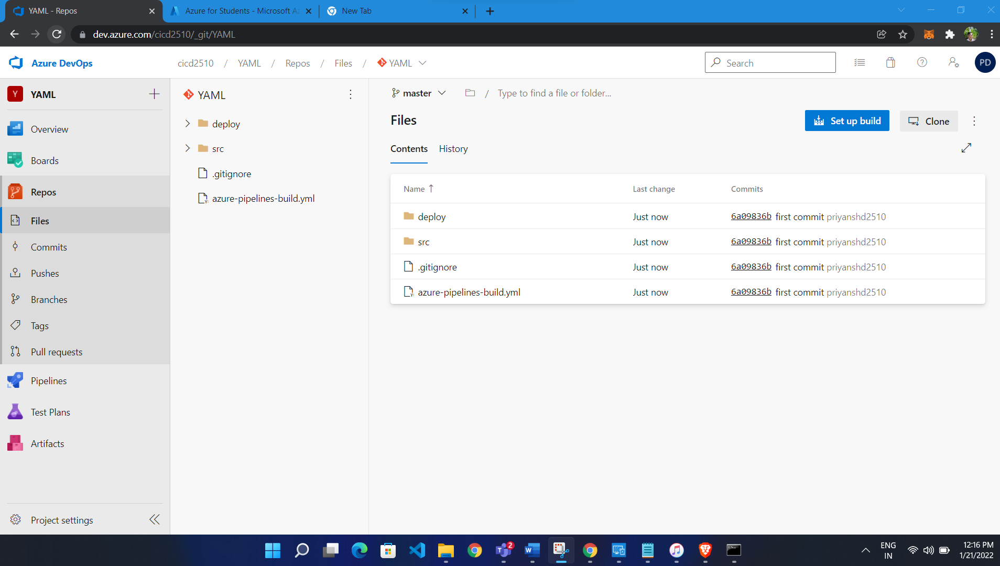 YAML - Repos
Azure for Students - Microsoft Az
New Tab
dev.azure.com/cicd2510/_git/YAML
Azure DevOps
cicd2510 / YAML / Repos / Files / YAML
Search
PD
Y YAML
Overview
Boards
Repos
Files
Commits
Pushes
Branches
Tags
Pull requests
Pipelines
Test Plans
Artifacts
Project settings
YAML
deploy
src
.gitignore
azure-pipelines-build.yml
master / Type to find a file or folder...
Files
Set up build
Clone
Contents History
Name Last change Commits
deploy Just now 6a09836b first commit priyanshd2510
src Just now 6a09836b first commit priyanshd2510
.gitignore Just now 6a09836b first commit priyanshd2510
azure-pipelines-build.yml Just now 6a09836b first commit priyanshd2510
2
ENG
IN
12:16 PM
1/21/2022